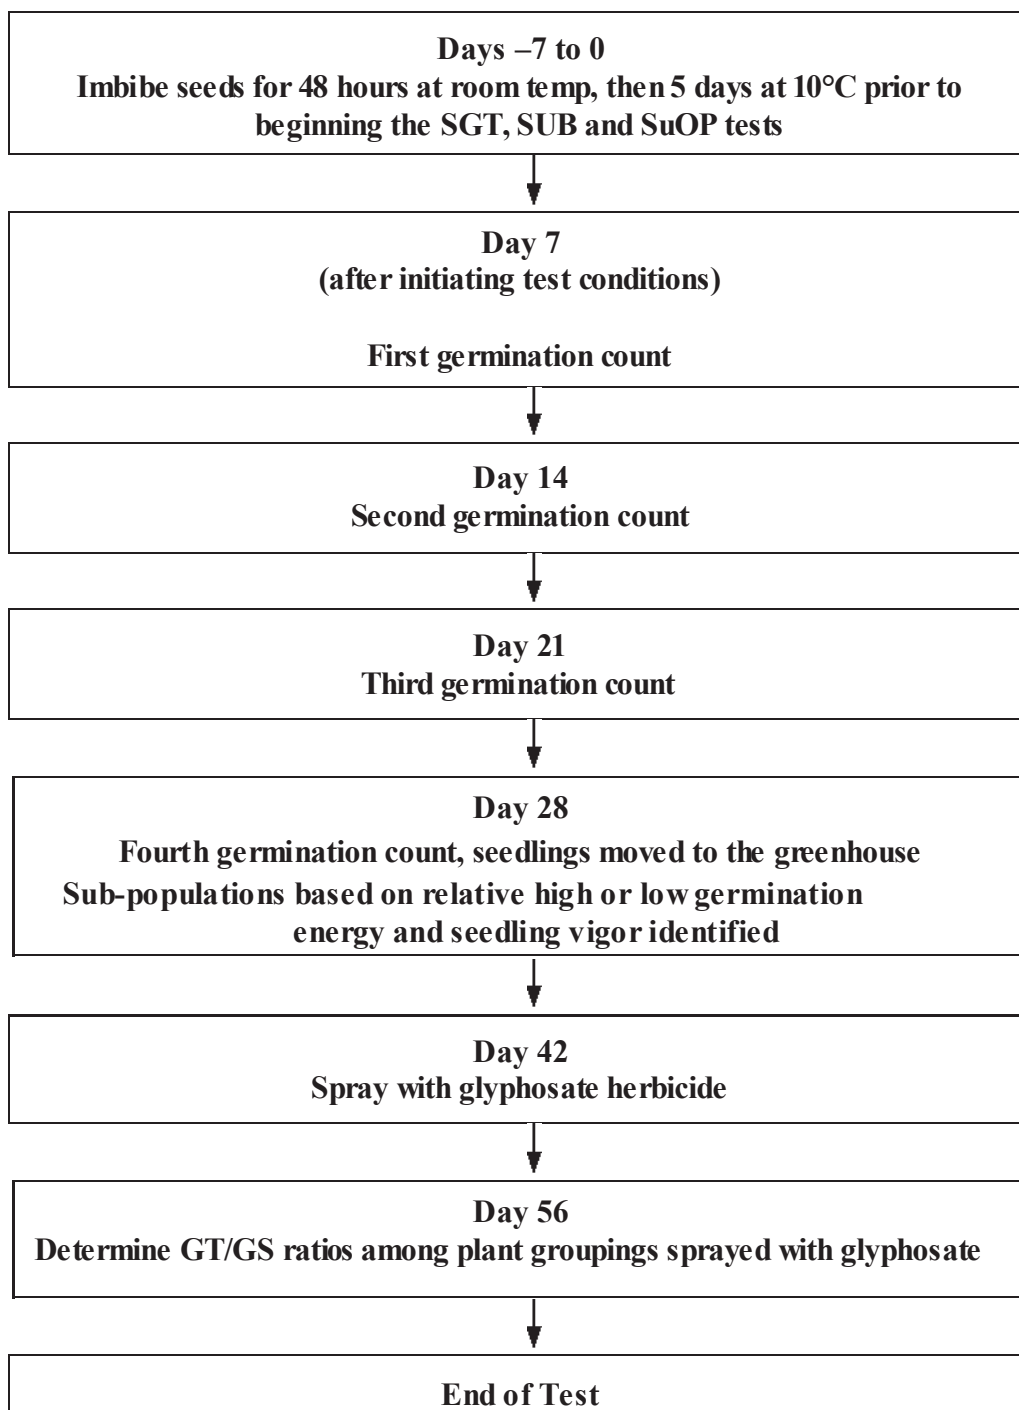 Days –7 to 0
Imbibe seeds for 48 hours at room temp, then 5 days at 10°C prior to
beginning the SGT, SUB and SuOP tests
Day 7
(after initiating test conditions)
First germination count
Day 14
Second germination count
Day 21
Third germination count
Day 28
Fourth germination count, seedlings moved to the greenhouse
Sub-populations based on relative high or low germination
energy and seedling vigor identified
Day 42
Spray with glyphosate herbicide
Day 56
Determine GT/GS ratios among plant groupings sprayed with glyphosate
End of Test